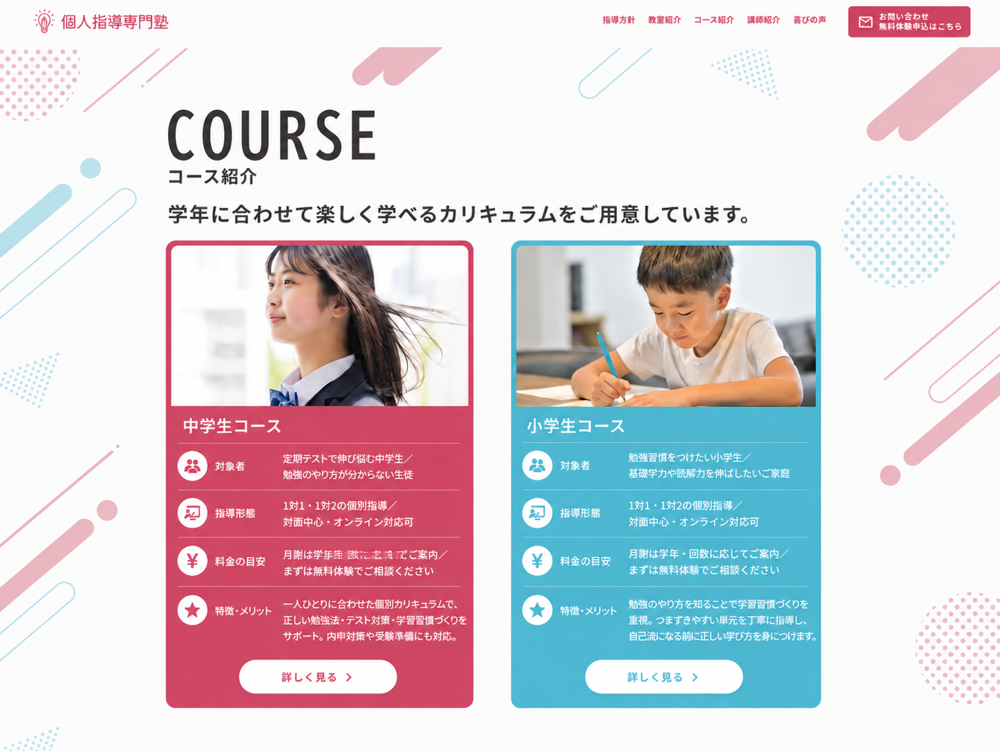 個人指導専門塾
指導方針
教室紹介
コース紹介
講師紹介
喜びの声
お問い合わせ
無料体験申込はこちら
COURSE
コース紹介
学年に合わせて楽しく学べるカリキュラムをご用意しています。
中学生コース
対象者
定期テストで伸び悩む中学生／
勉強のやり方が分からない生徒
指導形態
1対1・1対2の個別指導／
対面中心・オンライン対応可
¥
料金の目安
月謝は学年 てご案内／
まずは無料体験でご相談ください
特徴・メリット
一人ひとりに合わせた個別カリキュラムで、
正しい勉強法・テスト対策・学習習慣づくりを
サポート。内申対策や受験準備にも対応。
詳しく見る
小学生コース
対象者
勉強習慣をつけたい小学生／
基礎学力や読解力を伸ばしたいご家庭
指導形態
1対1・1対2の個別指導／
対面中心・オンライン対応可
¥
料金の目安
月謝は学年・回数に応じてご案内／
まずは無料体験でご相談ください
特徴・メリット
勉強のやり方を知ることで学習習慣づくりを
重視。つまずきやすい単元を丁寧に指導し、
自己流になる前に正しい学び方を身につけます。
詳しく見る